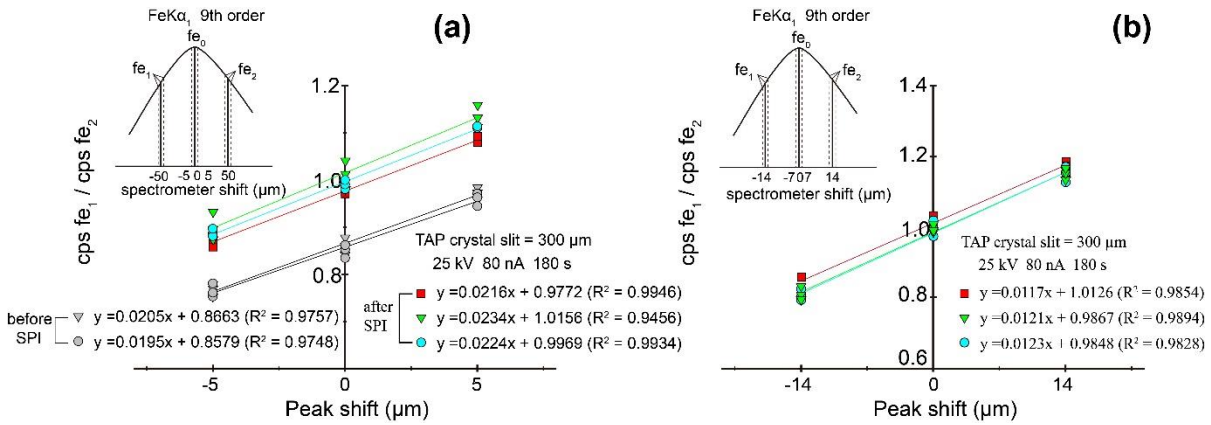 FeKα1 9th order
(a)
fe0
fe1
fe2
-50 -5 0 5 50
spectrometer shift (μm)
cps fe1 / cps fe2
1.2
1.0
0.8
TAP crystal slit = 300 μm
25 kV 80 nA 180 s
before SPI
y =0.0205x + 0.8663 (R² = 0.9757)
y =0.0195x + 0.8579 (R² = 0.9748)
after SPI
y =0.0216x + 0.9772 (R² = 0.9946)
y =0.0234x + 1.0156 (R² = 0.9456)
y =0.0224x + 0.9969 (R² = 0.9934)
-5 0 5
Peak shift (μm)
FeKα1 9th order
(b)
fe0
fe1
fe2
-14 -707 14
spectrometer shift (μm)
cps fe1 / cps fe2
1.4
1.2
1.0
0.8
0.6
TAP crystal slit = 300 μm
25 kV 80 nA 180 s
y=0.0117x + 1.0126 (R² = 0.9854)
y=0.0121x + 0.9867 (R² = 0.9894)
y=0.0123x + 0.9848 (R² = 0.9828)
-14 0 14
Peak shift (μm)